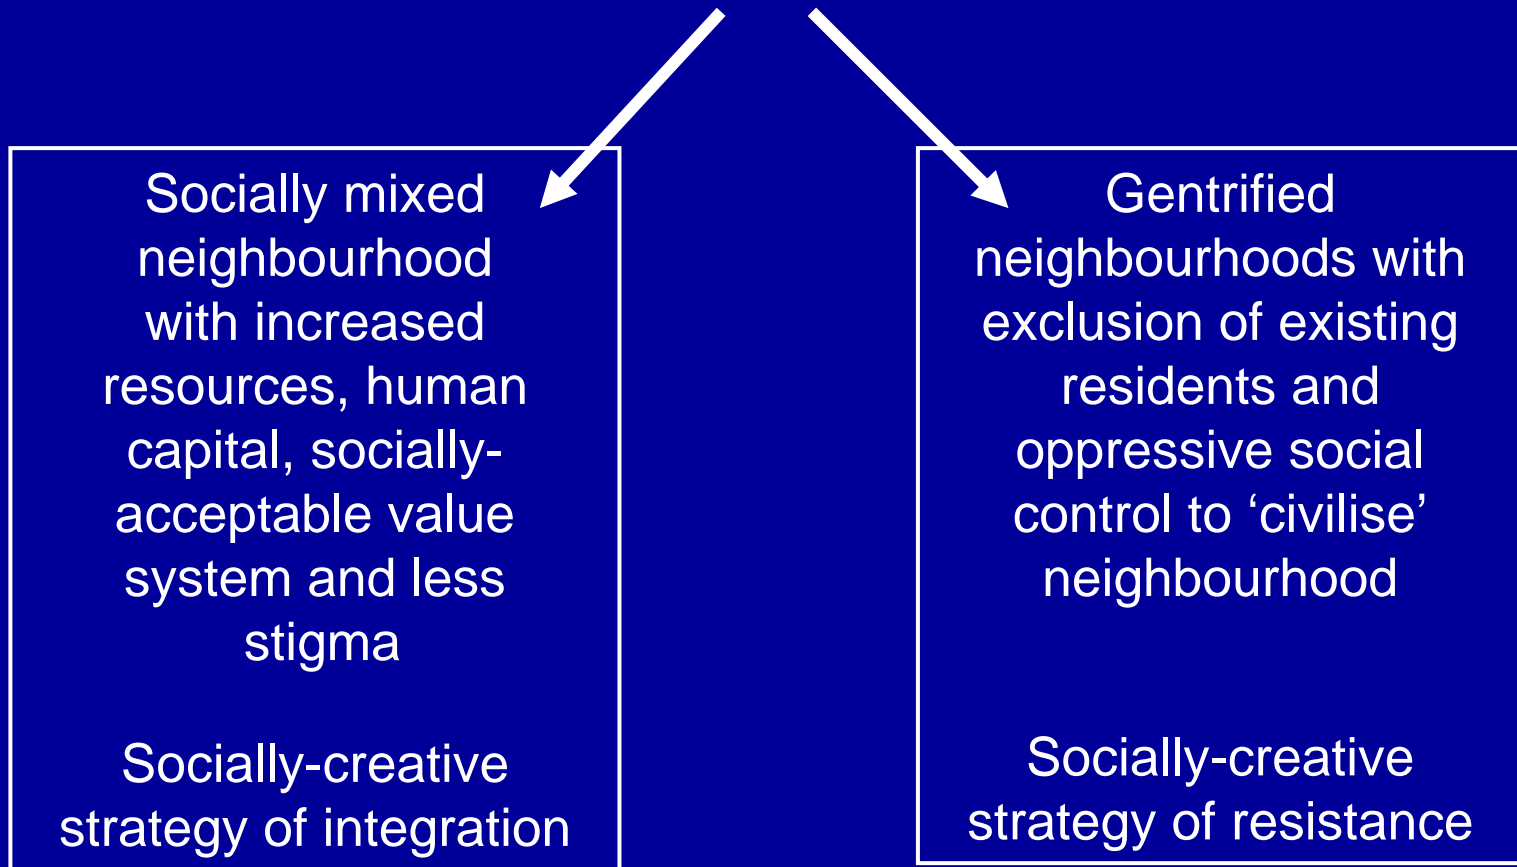 Socially mixed
neighbourhood
with increased
resources, human
capital, socially-
acceptable value
system and less
stigma
Socially-creative
strategy of integration
Gentrified
neighbourhoods with
exclusion of existing
residents and
oppressive social
control to ‘civilise’
neighbourhood
Socially-creative
strategy of resistance